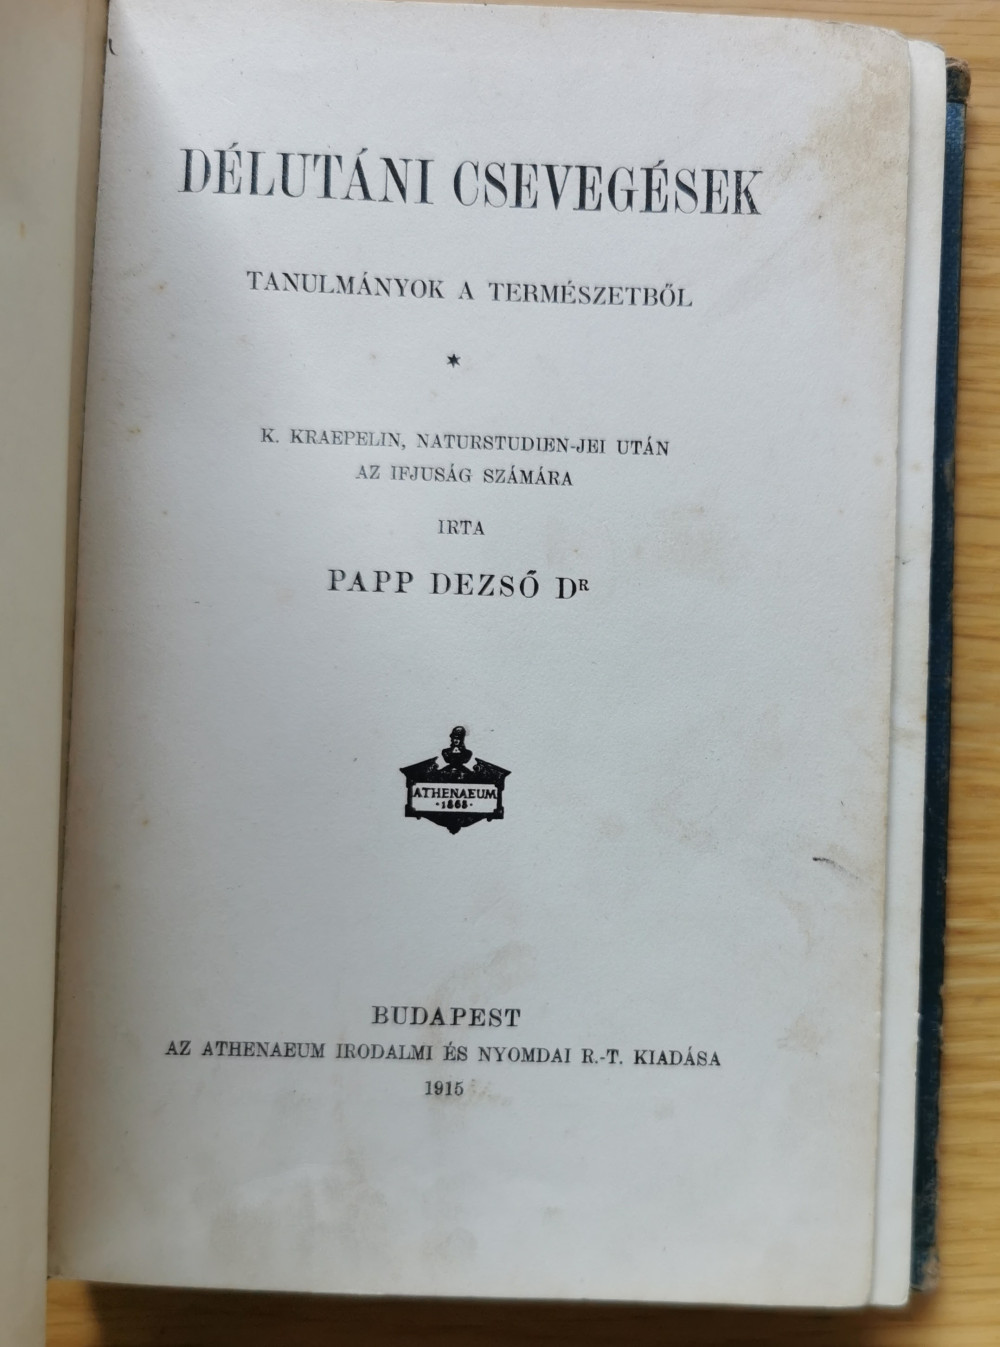 DÉLUTÁNI CSEVEGÉSEK
TANULMÁNYOK A TERMÉSZETBŐL
K. KRAEPELIN, NATURSTUDIEN-JEI UTÁN
AZ IFJUSÁG SZÁMÁRA
IRTA
PAPP DEZSŐ DR
ATHENAEUM
·1868·
BUDAPEST
AZ ATHENAEUM IRODALMI ÉS NYOMDAI R.-T. KIADÁSA
1915